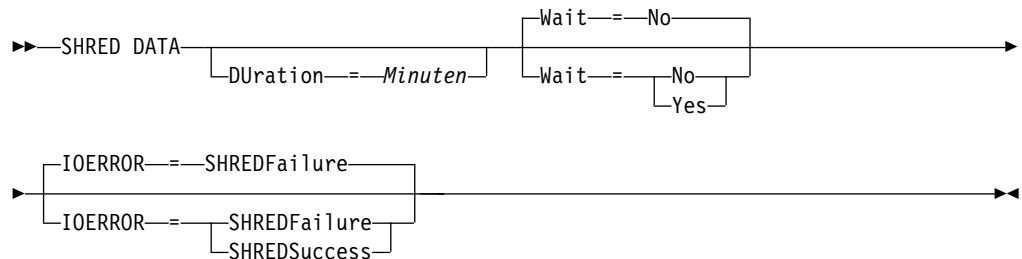 Wait = No
SHRED DATA
DUration = Minuten
Wait = No
Yes
IOERROR = SHREDFailure
IOERROR = SHREDFailure
SHREDSuccess